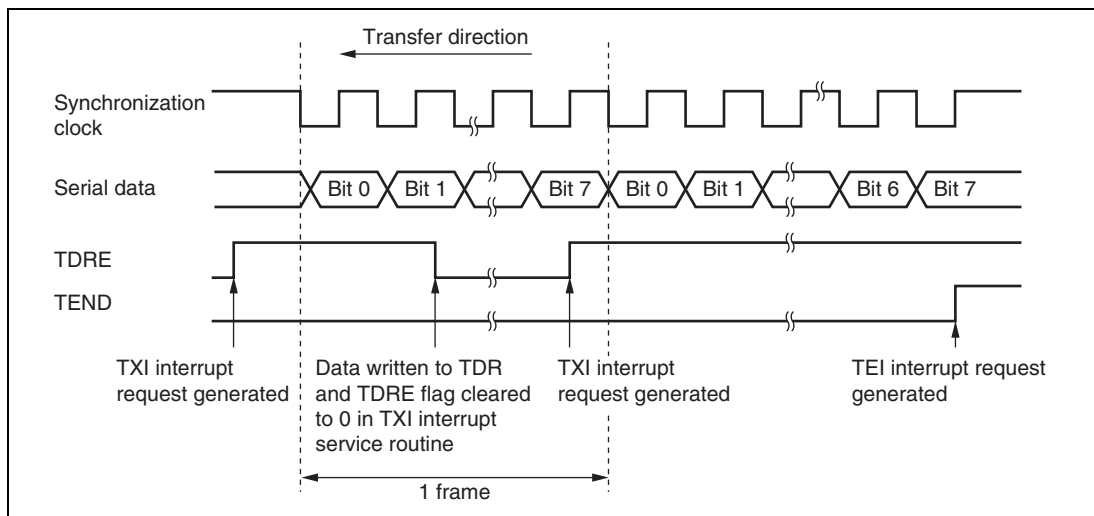 Transfer direction
Synchronization
clock
Serial data
Bit 0
Bit 1
Bit 7
Bit 0
Bit 1
Bit 6
Bit 7
TDRE
TEND
TXI interrupt
request generated
Data written to TDR
and TDRE flag cleared
to 0 in TXI interrupt
service routine
TXI interrupt
request generated
TEI interrupt request
generated
1 frame